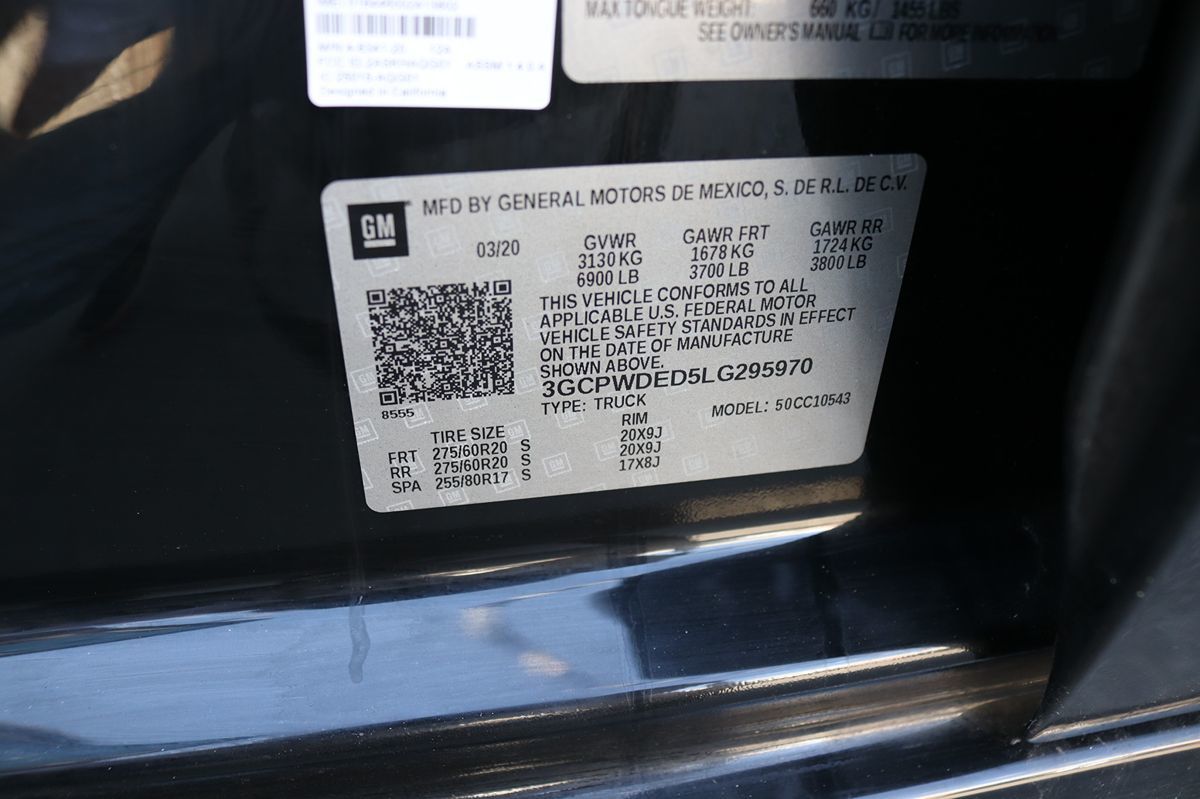 Designed in California
MAX TONGUE WEIGHT: 660 KG/ 1455 LBS
SEE OWNER'S MANUAL FOR MORE INFORMATION
GM
MFD BY GENERAL MOTORS DE MEXICO, S. DE R.L. DE C.V.
03/20
GVWR GAWR FRT GAWR RR
3130 KG 1678 KG 1724 KG
6900 LB 3700 LB 3800 LB
THIS VEHICLE CONFORMS TO ALL
APPLICABLE U.S. FEDERAL MOTOR
VEHICLE SAFETY STANDARDS IN EFFECT
ON THE DATE OF MANUFACTURE
SHOWN ABOVE.
3GCPWDED5LG295970
8555
TYPE: TRUCK MODEL: 50CC10543
TIRE SIZE RIM
FRT 275/60R20 S 20X9J
RR 275/60R20 S 20X9J
SPA 255/80R17 S 17X8J